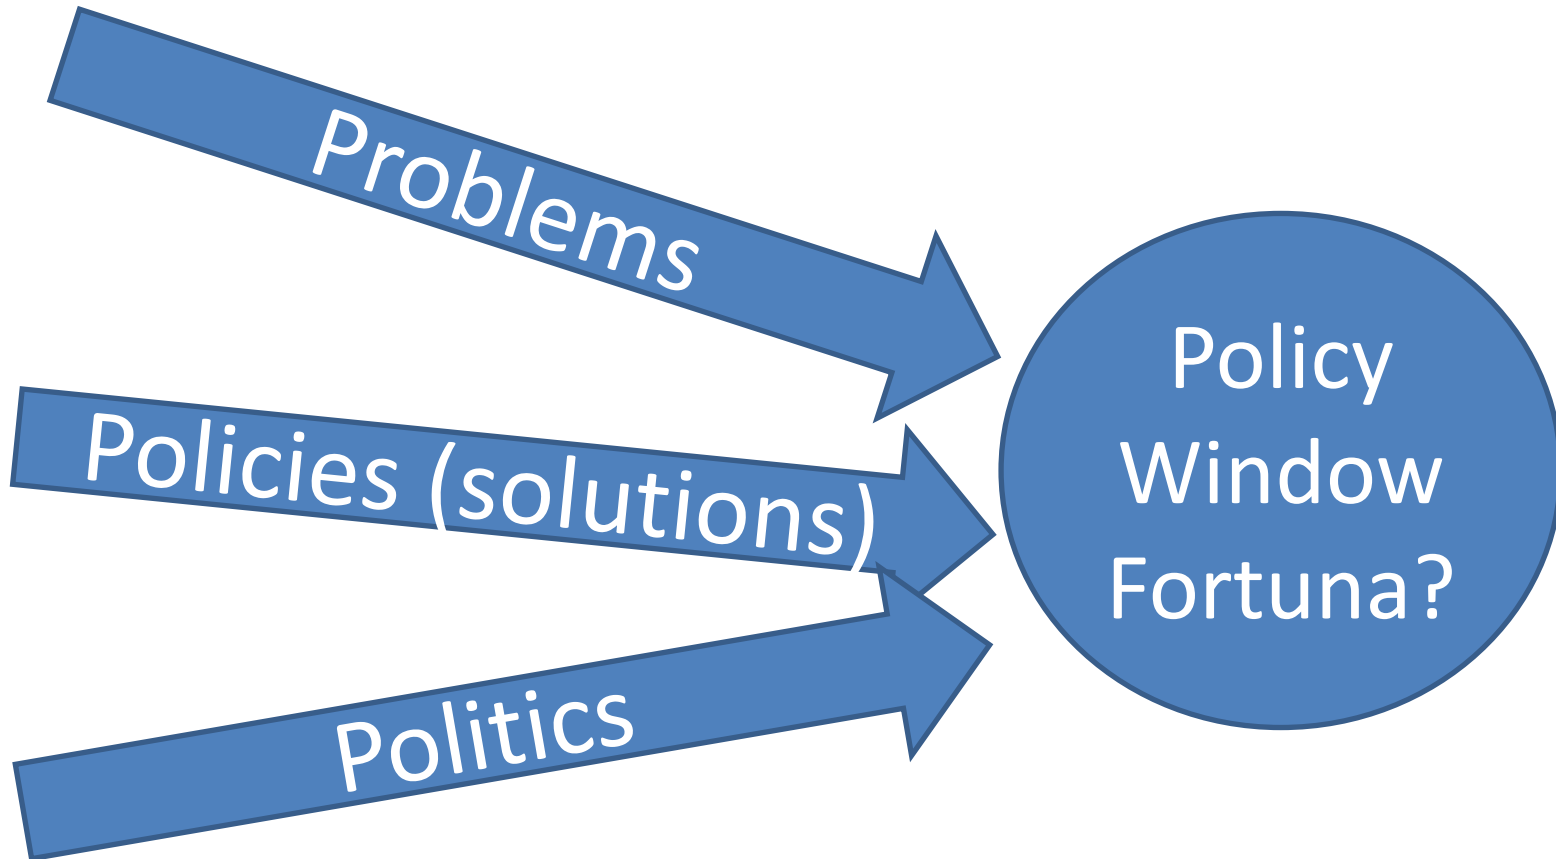 Problems
Policies (solutions)
Politics
Policy
Window
Fortuna?